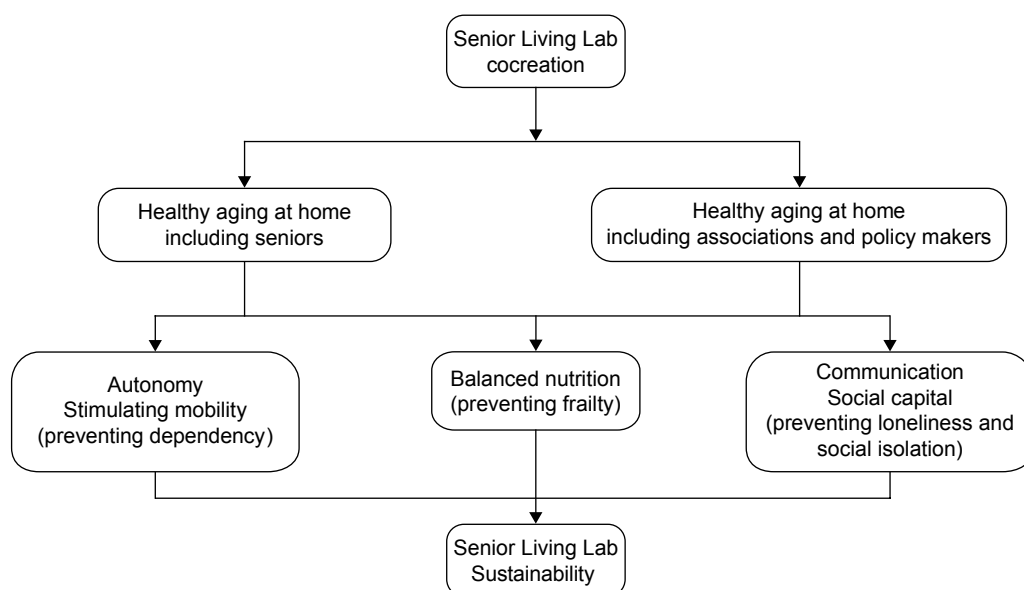 Senior Living Lab
cocreation
Healthy aging at home
including seniors
Healthy aging at home
including associations and policy makers
Autonomy
Stimulating mobility
(preventing dependency)
Balanced nutrition
(preventing frailty)
Communication
Social capital
(preventing loneliness and
social isolation)
Senior Living Lab
Sustainability